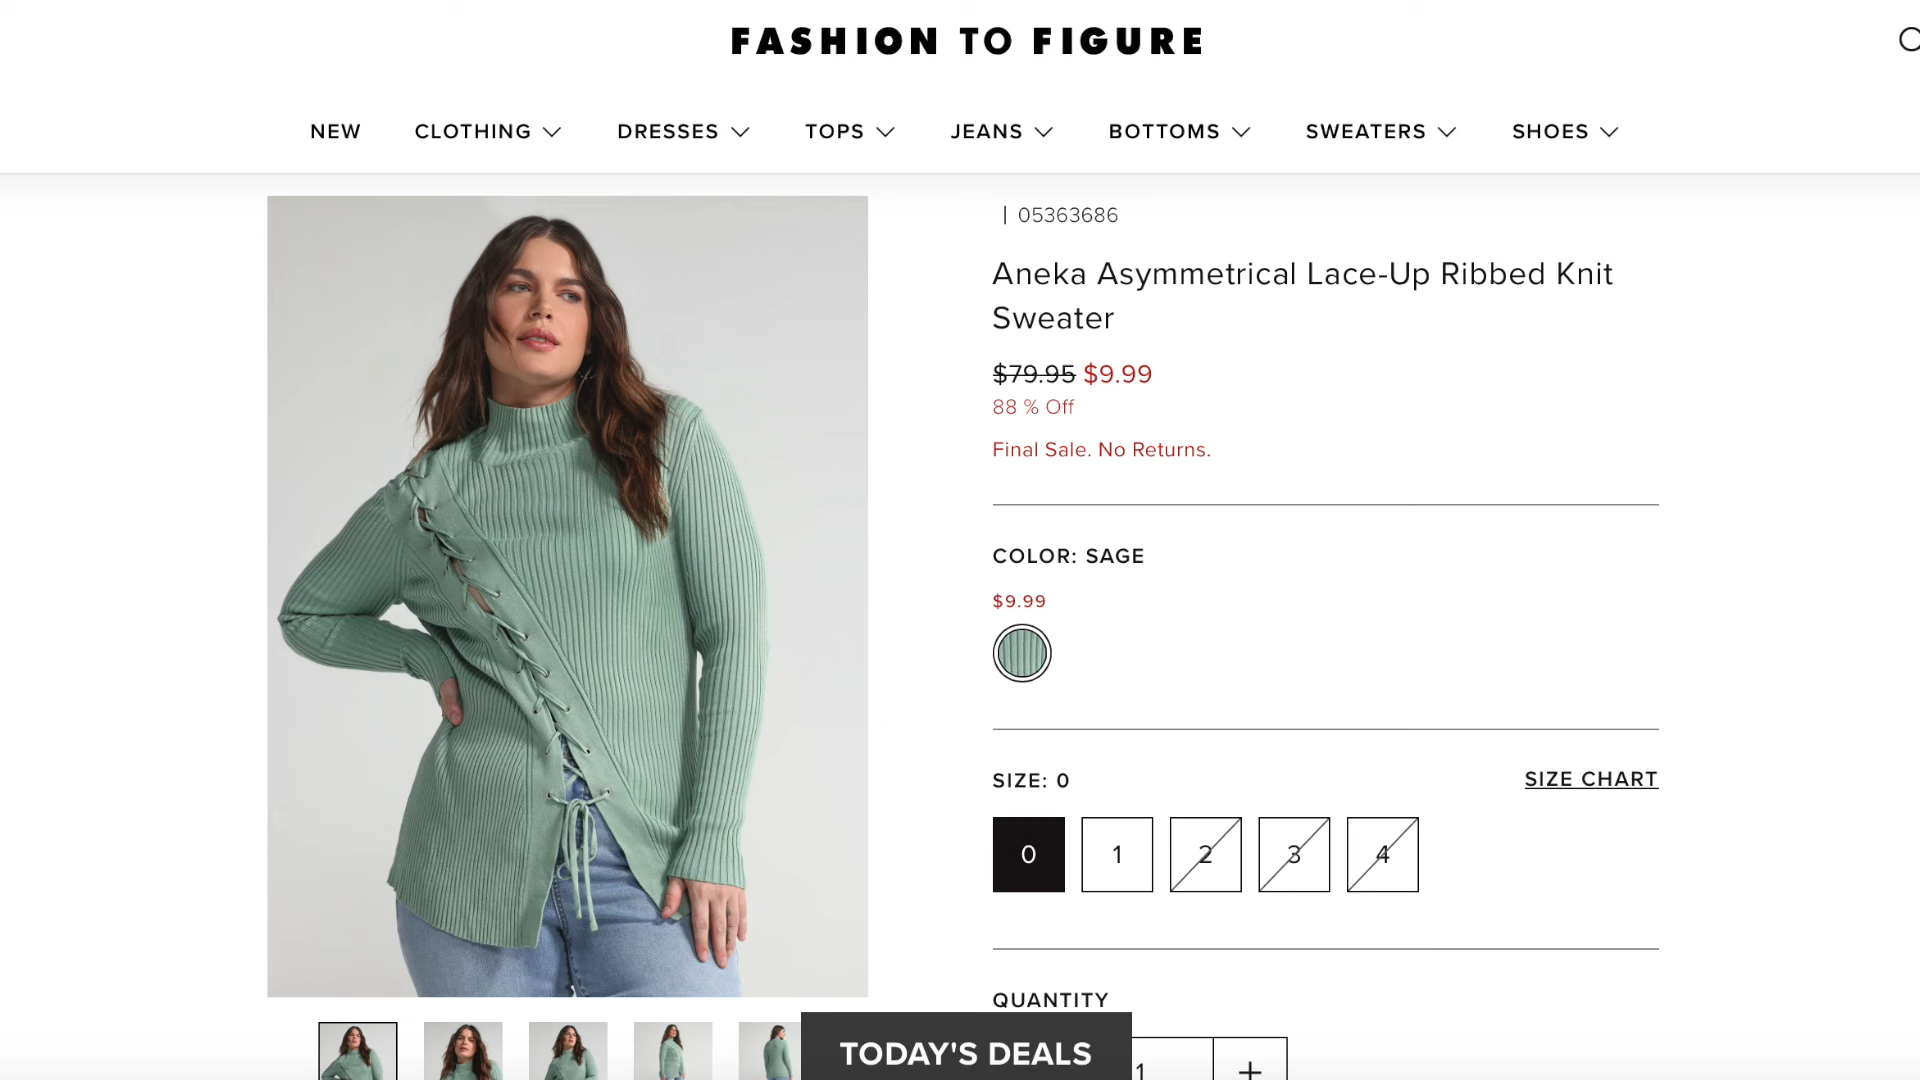 FASHION TO FIGURE
NEW CLOTHING DRESSES TOPS JEANS BOTTOMS SWEATERS SHOES
| 05363686
Aneka Asymmetrical Lace-Up Ribbed Knit
Sweater
$79.95 $9.99
88 % Off
Final Sale. No Returns.
COLOR: SAGE
$9.99
SIZE: 0
SIZE CHART
0 1 2 3 4
QUANTITY
1 +
TODAY'S DEALS